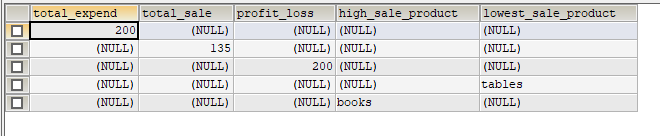 total_expend total_sale profit_loss high_sale_product lowest_sale_product
200 (NULL) (NULL) (NULL) (NULL)
(NULL) 135 (NULL) (NULL) (NULL)
(NULL) (NULL) 200 (NULL) (NULL)
(NULL) (NULL) (NULL) (NULL) tables
(NULL) (NULL) (NULL) books (NULL)